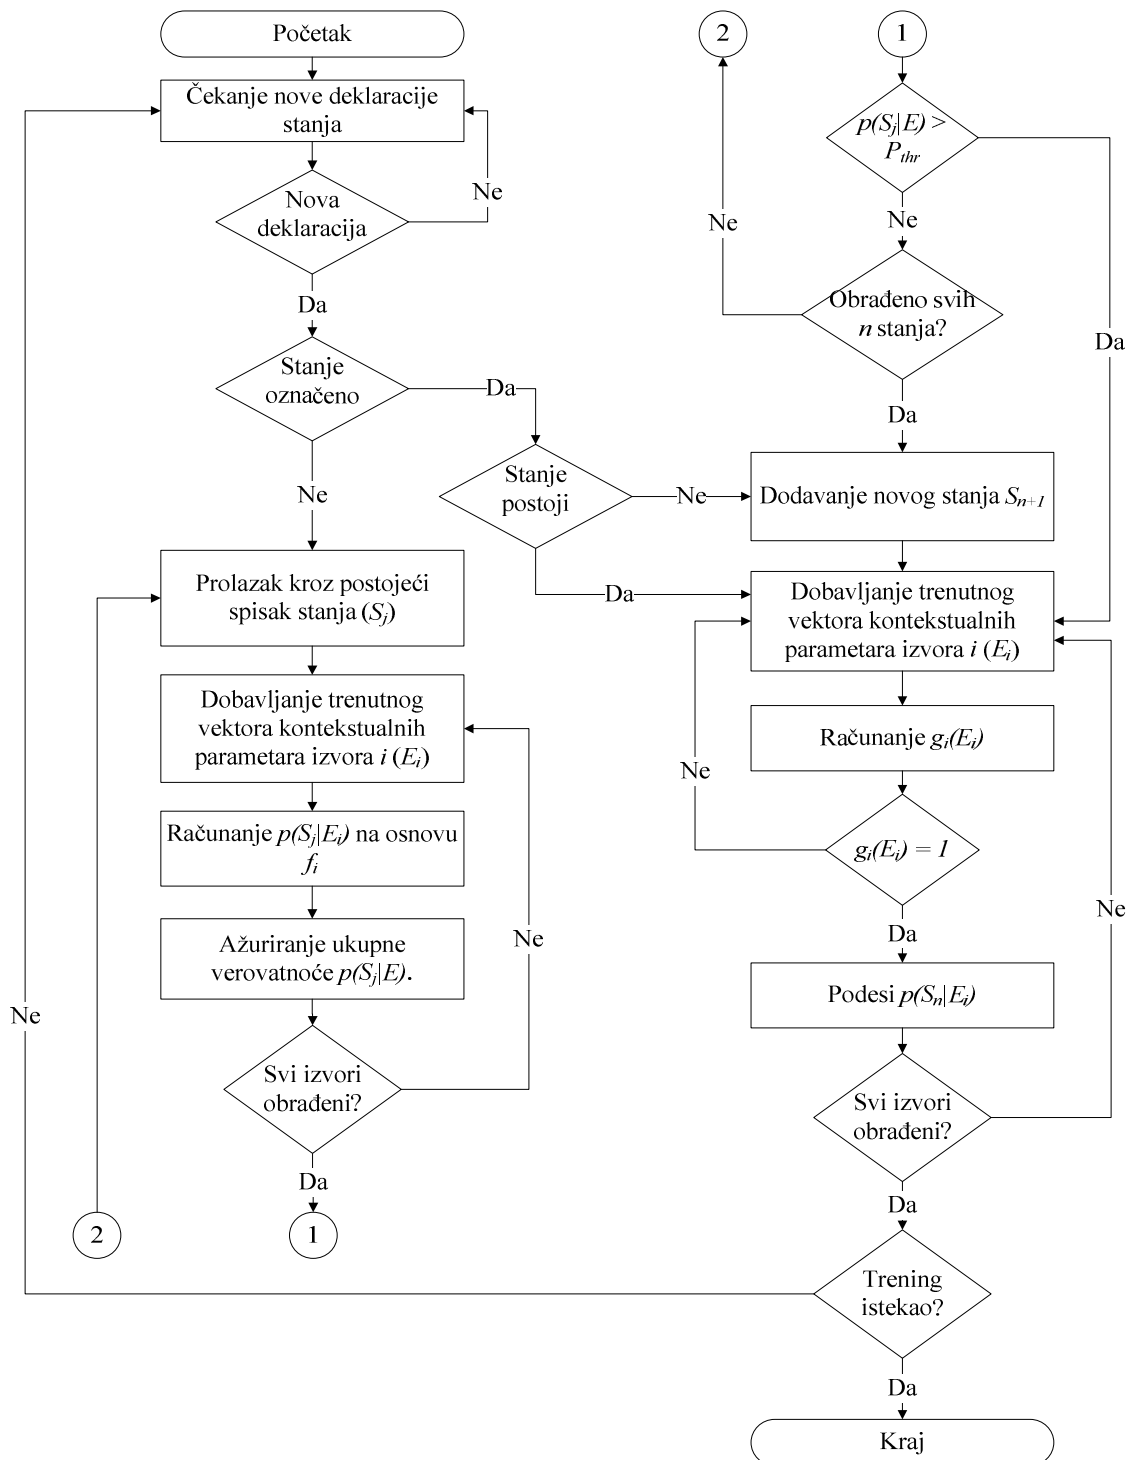 Početak
Čekanje nove deklaracije
stanja
Ne
Nova
deklaracija
Da
Stanje
označeno
Da
Ne
Stanje
postoji
Ne
Da
Prolazak kroz postojeći
spisak stanja (Sj)
Dobavljanje trenutnog
vektora kontekstualnih
parametara izvora i (Ei)
Računanje p(Sj|Ei) na osnovu
fi
Ažuriranje ukupne
verovatnoće p(Sj|E).
Ne
Svi izvori
obrađeni?
Da
2
1
Ne
2
1
p(Sj|E) >
Pthr
Ne
Ne
Obrađeno svih
n stanja?
Da
Da
Dodavanje novog stanja Sn+1
Dobavljanje trenutnog
vektora kontekstualnih
parametara izvora i (Ei)
Računanje gi(Ei)
Ne
gi(Ei) = 1
Da
Ne
Podesi p(Sn|Ei)
Svi izvori
obrađeni?
Da
Trening
istekao?
Da
Kraj